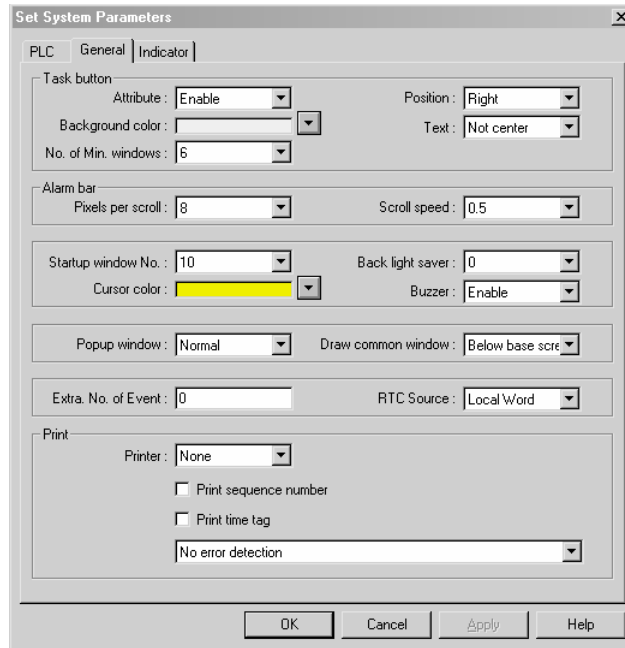 Set System Parameters
PLC General Indicator
Task button
Attribute : Enable Position : Right
Background color : Text : Not center
No. of Min. windows : 6
Alarm bar
Pixels per scroll : 8 Scroll speed : 0.5
Startup window No. : 10 Back light saver : 0
Cursor color : Buzzer : Enable
Popup window : Normal Draw common window : Below base scre
Extra. No. of Event : 0 RTC Source : Local Word
Print
Printer : None
Print sequence number
Print time tag
No error detection
OK Cancel Apply Help